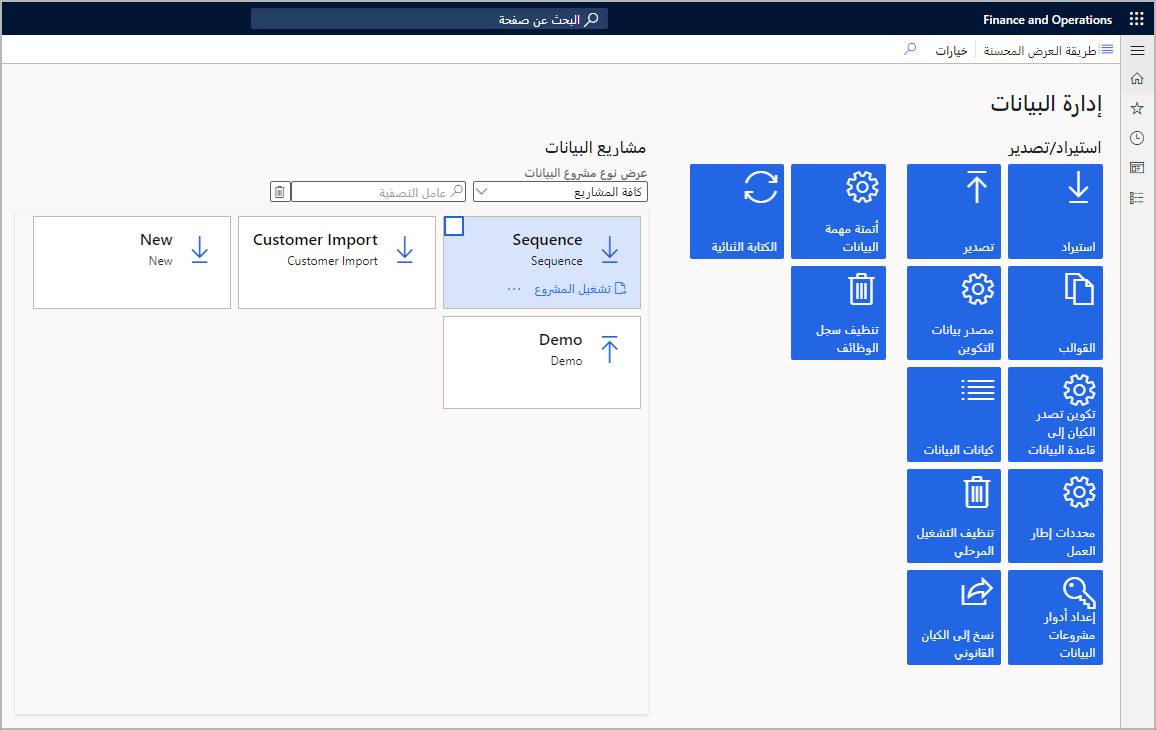 Finance and Operations
البحث عن صفحة
طريقة العرض المحسنة
خيارات
إدارة البيانات
استيراد/تصدير
استيراد
تصدير
أتمتة مهمة
البيانات
الكتابة الثنائية
القوالب
مصدر بيانات
التكوين
تنظيف سجل
الوظائف
تكوين تصدر
الكيان إلى
قاعدة البيانات
كيانات البيانات
محددات إطار
العمل
تنظيف التشغيل
المرحلي
إعداد أدوار
مشروعات
البيانات
نسخ إلى الكيان
القانوني
مشاريع البيانات
عرض نوع مشروع البيانات
كافة المشاريع
عامل التصفية
Sequence
Sequence
تشغيل المشروع ...
Customer Import
Customer Import
New
New
Demo
Demo